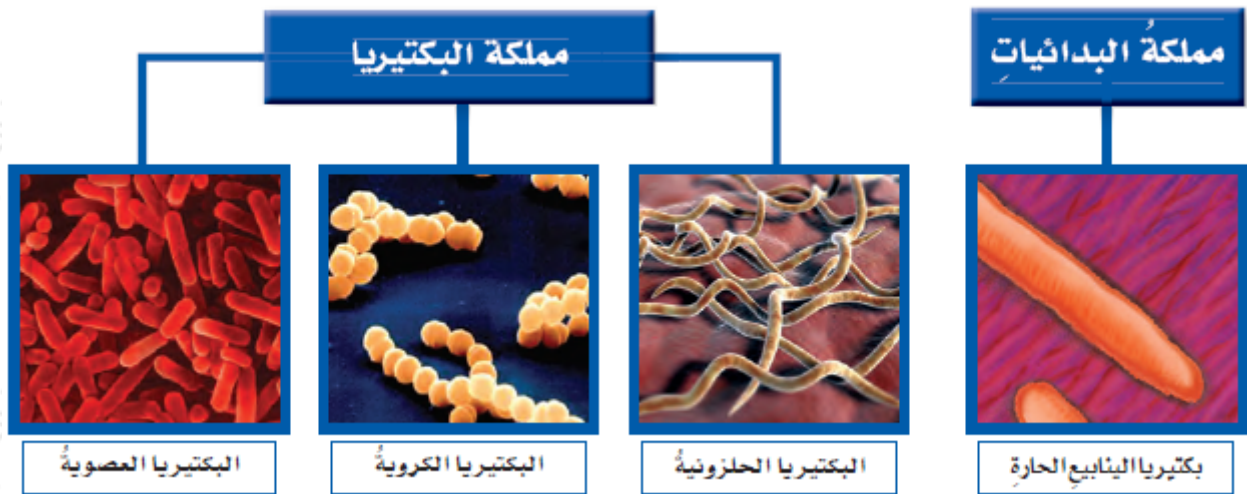 مملكةُ البدائياتِ
مملكة البكتيريا
بكتيريا الينابيعِ الحارةِ
البكتيريا الحلزونيةُ
البكتيريا الكرويةُ
البكتيريا العصويةُ